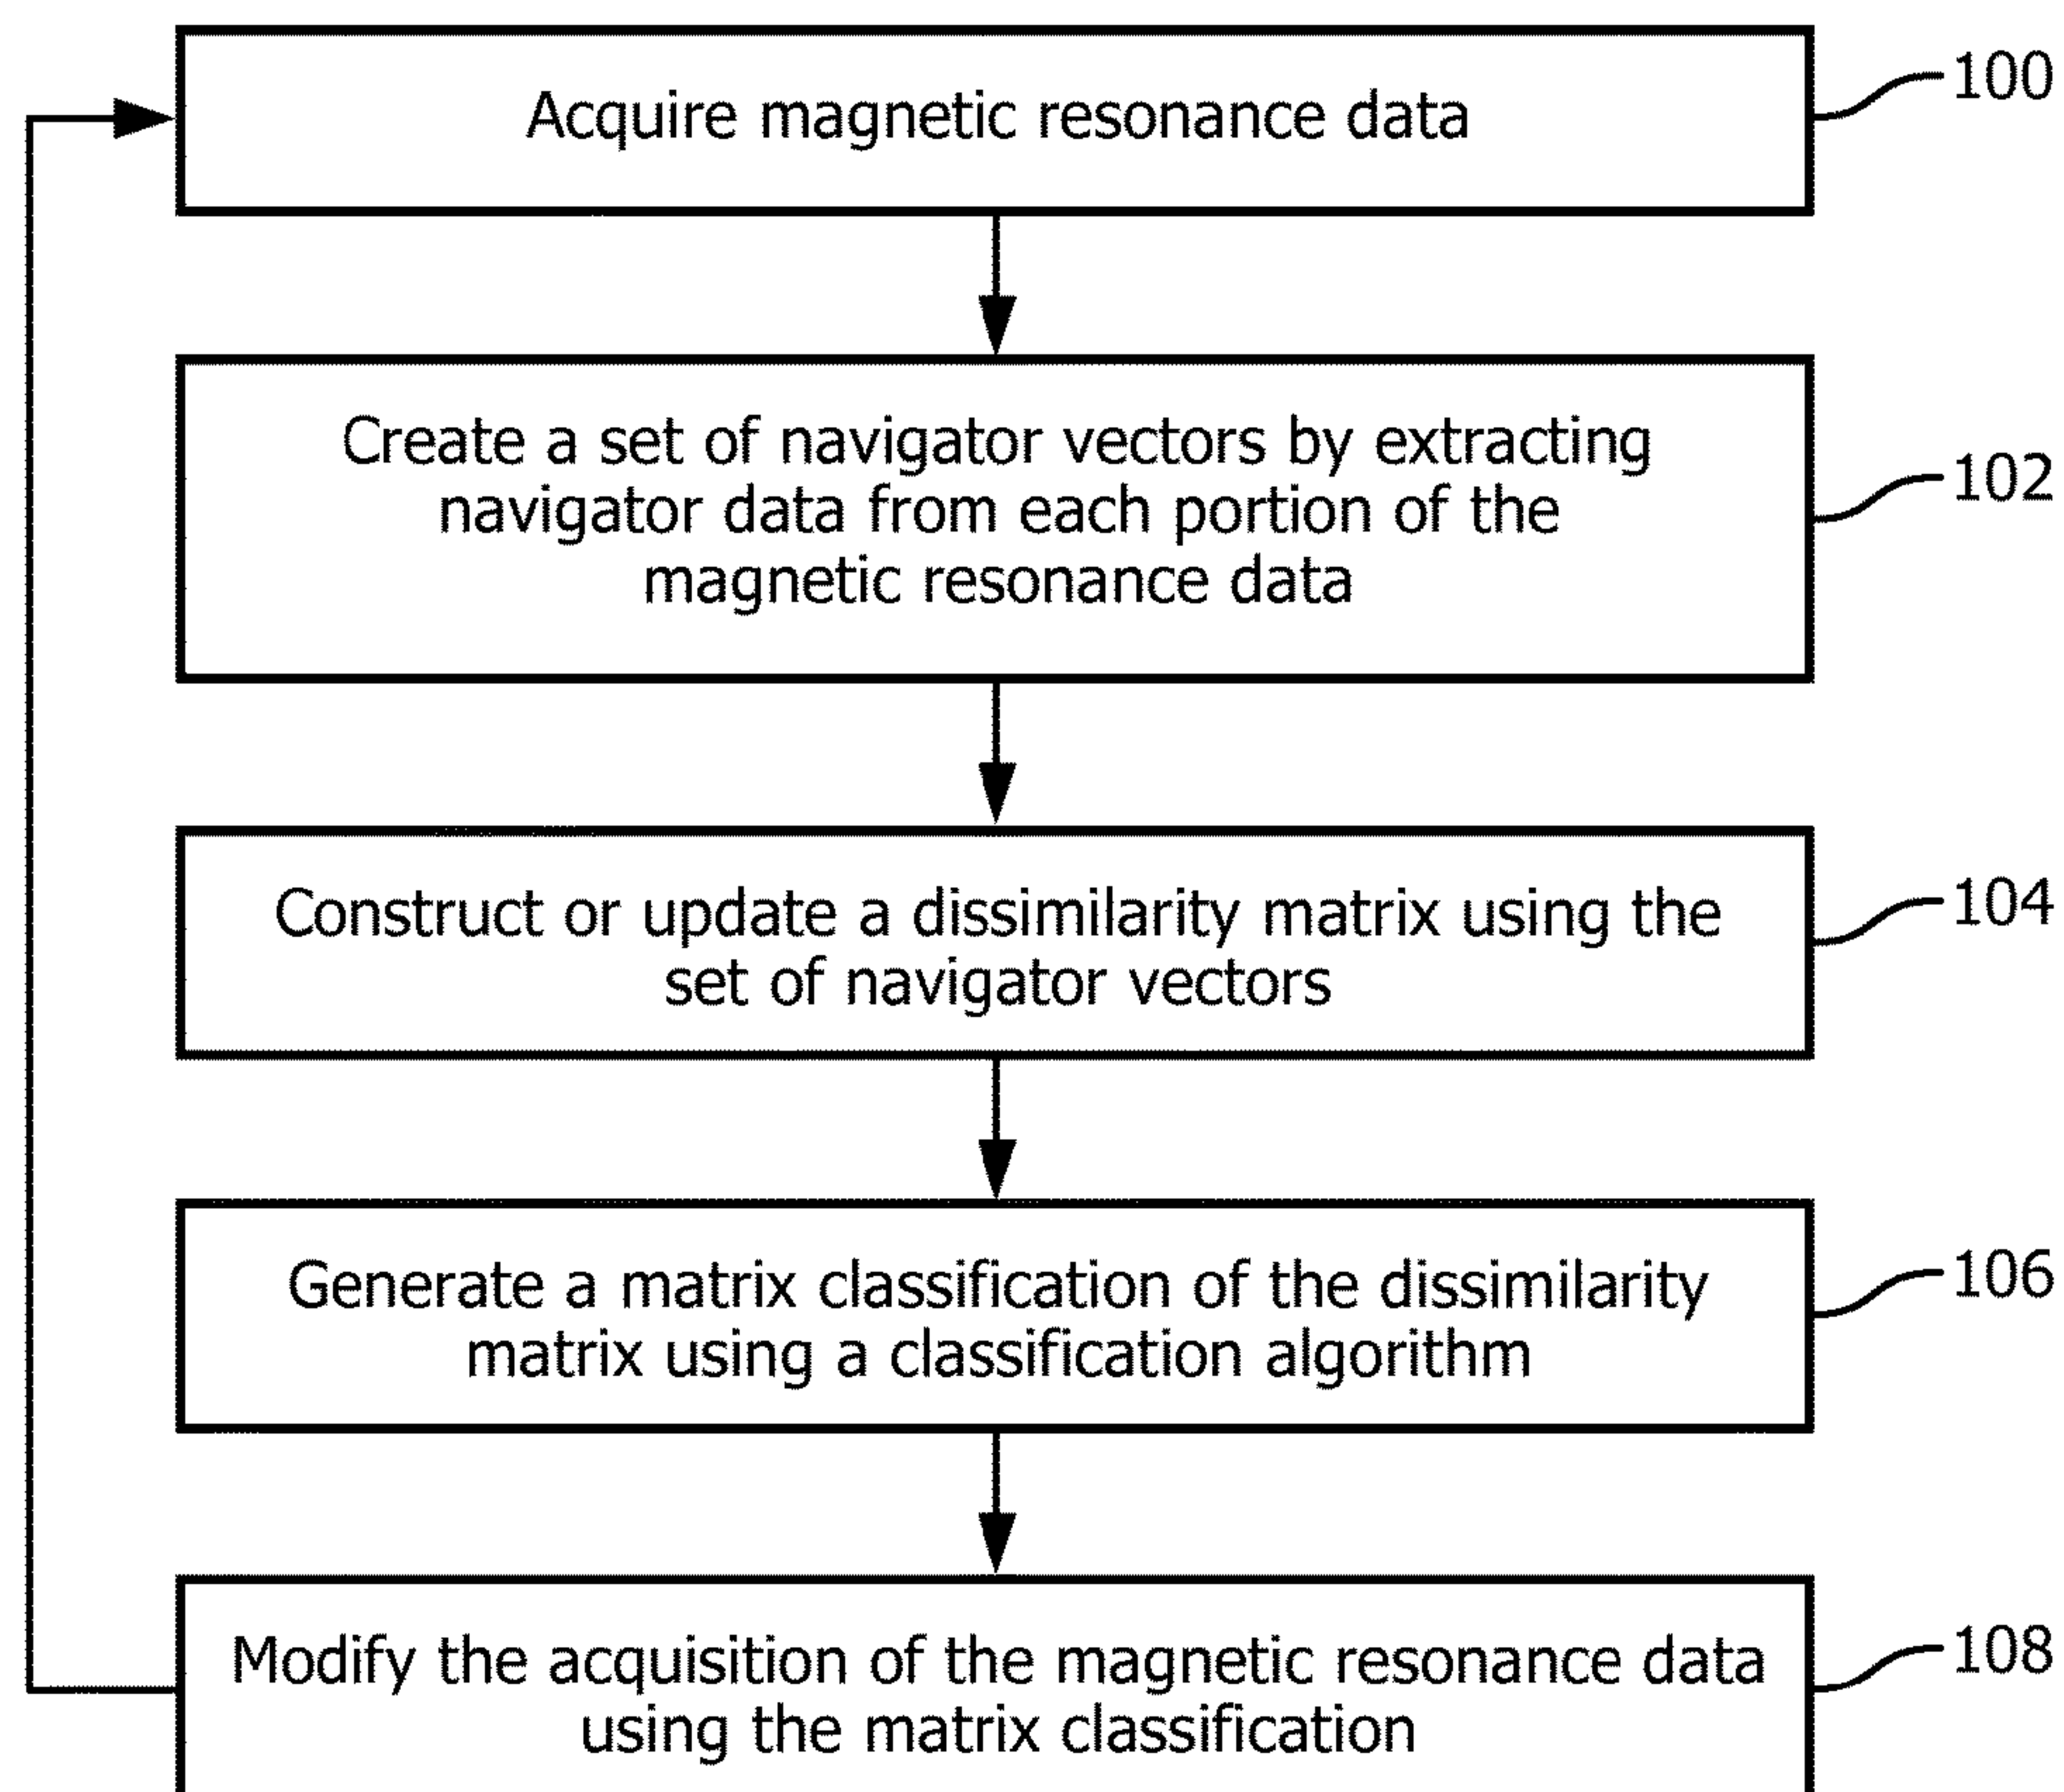 Acquire magnetic resonance data
100
Create a set of navigator vectors by extracting
navigator data from each portion of the
magnetic resonance data
102
Construct or update a dissimilarity matrix using the
set of navigator vectors
104
Generate a matrix classification of the dissimilarity
matrix using a classification algorithm
106
Modify the acquisition of the magnetic resonance data
using the matrix classification
108